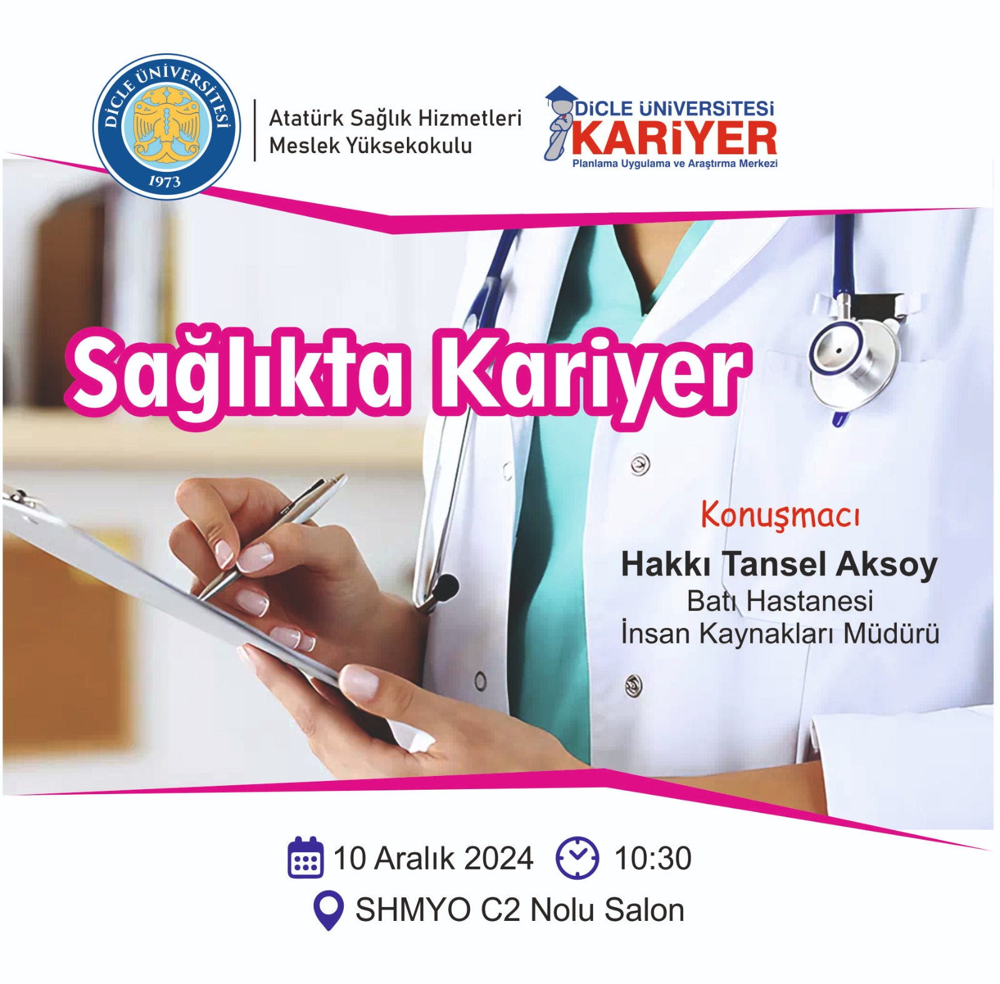 DİCLE ÜNİVERSİTESİ
1973
Atatürk Sağlık Hizmetleri
Meslek Yüksekokulu
DİCLE ÜNİVERSİTESİ
KARİYER
Planlama Uygulama ve Araştırma Merkezi
Sağlıkta Kariyer
Konuşmacı
Hakkı Tansel Aksoy
Batı Hastanesi
İnsan Kaynakları Müdürü
10 Aralık 2024
10:30
SHMYO C2 Nolu Salon